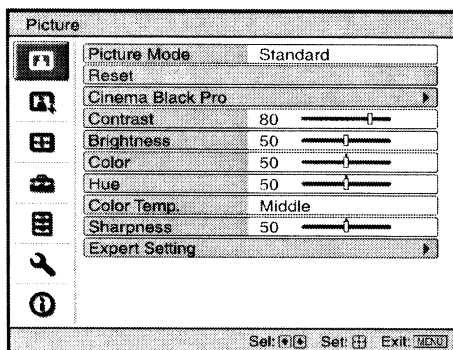 Picture
Picture Mode Standard
Reset
Cinema Black Pro
Contrast 80
Brightness 50
Color 50
Hue 50
Color Temp. Middle
Sharpness 50
Expert Setting
Sel: Set: Exit: MENU